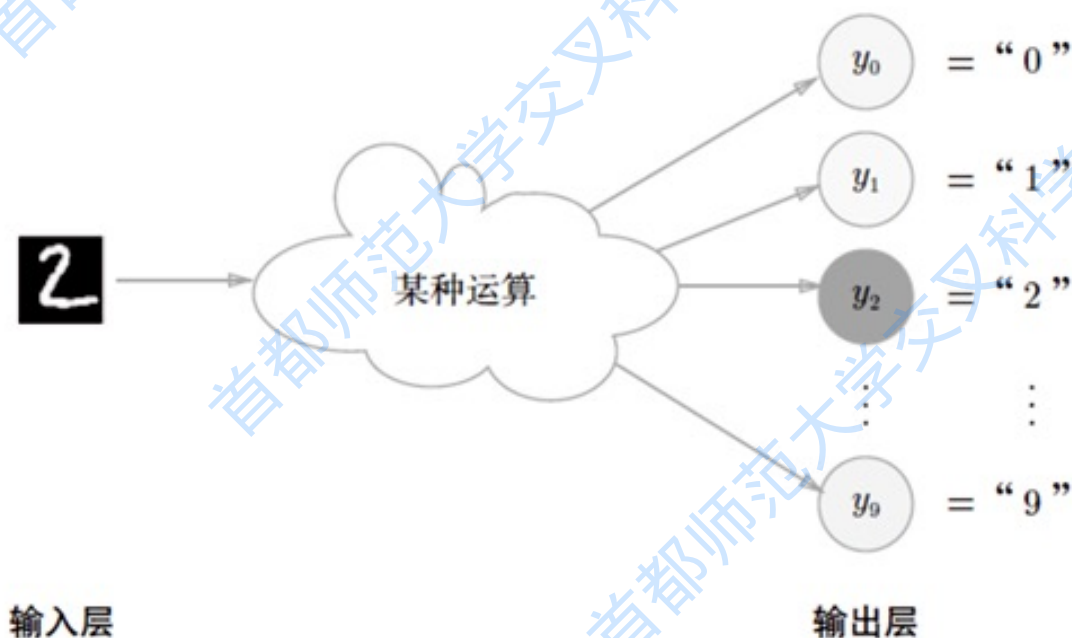 y0 = “ 0 ”
y1 = “ 1 ”
2
某种运算
y2 = “ 2 ”
⋮ ⋮
y9 = “ 9 ”
输入层 输出层
首都师范大学交叉科学
首都师范大学交叉科